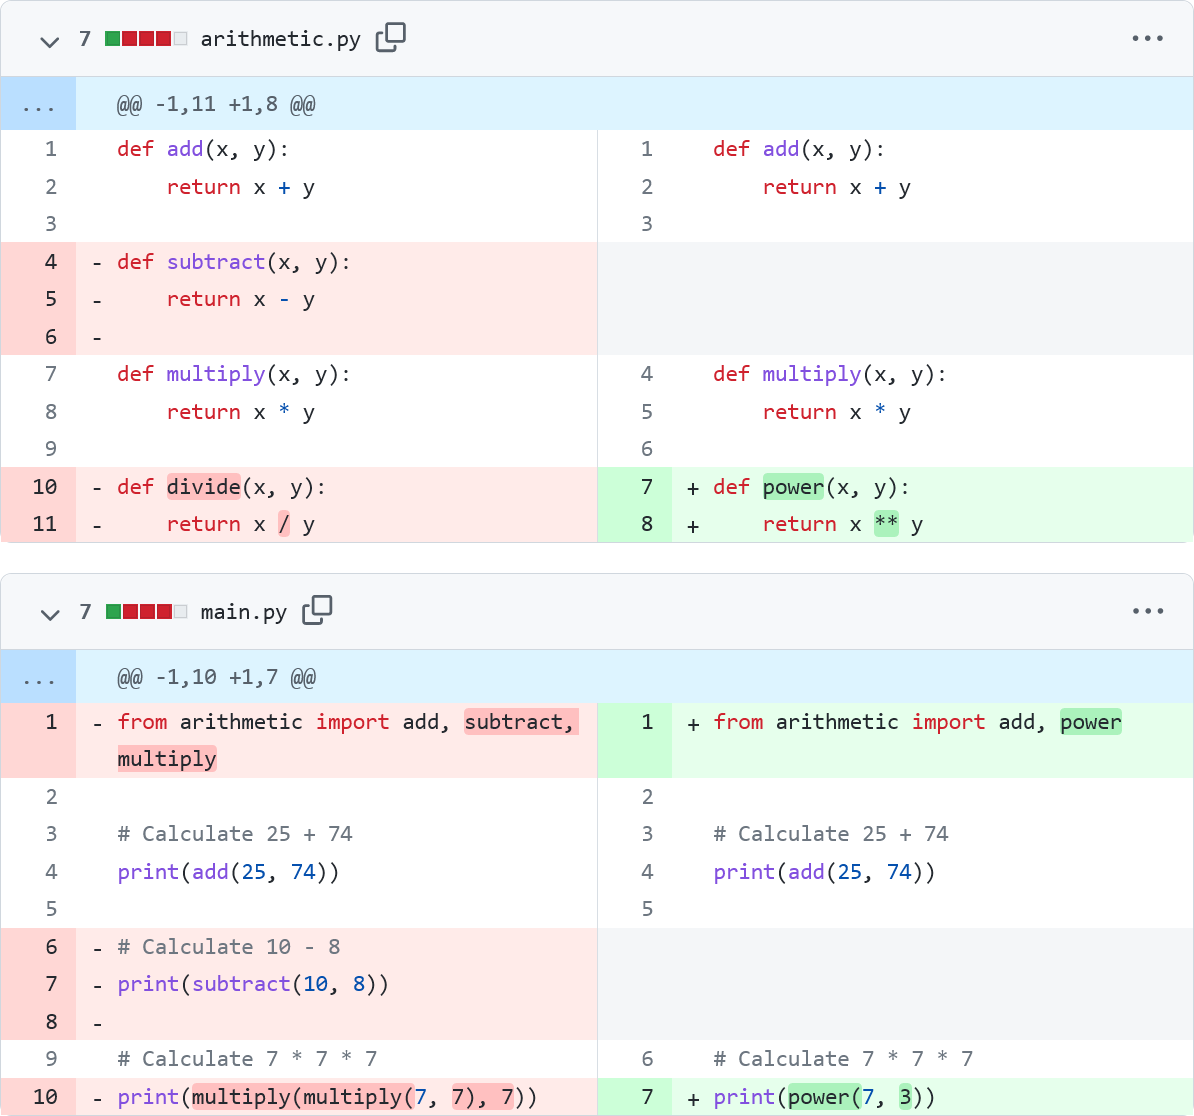 7 arithmetic.py ...
... @@ -1,11 +1,8 @@
1 def add(x, y): 1 def add(x, y):
2 return x + y 2 return x + y
3 3
4 - def subtract(x, y):
5 - return x - y
6 -
7 def multiply(x, y): 4 def multiply(x, y):
8 return x * y 5 return x * y
9 6
10 - def divide(x, y): 7 + def power(x, y):
11 - return x / y 8 + return x ** y
7 main.py ...
... @@ -1,10 +1,7 @@
1 - from arithmetic import add, subtract, 1 + from arithmetic import add, power
multiply
2 2
3 # Calculate 25 + 74 3 # Calculate 25 + 74
4 print(add(25, 74)) 4 print(add(25, 74))
5 5
6 - # Calculate 10 - 8
7 - print(subtract(10, 8))
8 -
9 # Calculate 7 * 7 * 7 6 # Calculate 7 * 7 * 7
10 - print(multiply(multiply(7, 7), 7)) 7 + print(power(7, 3))